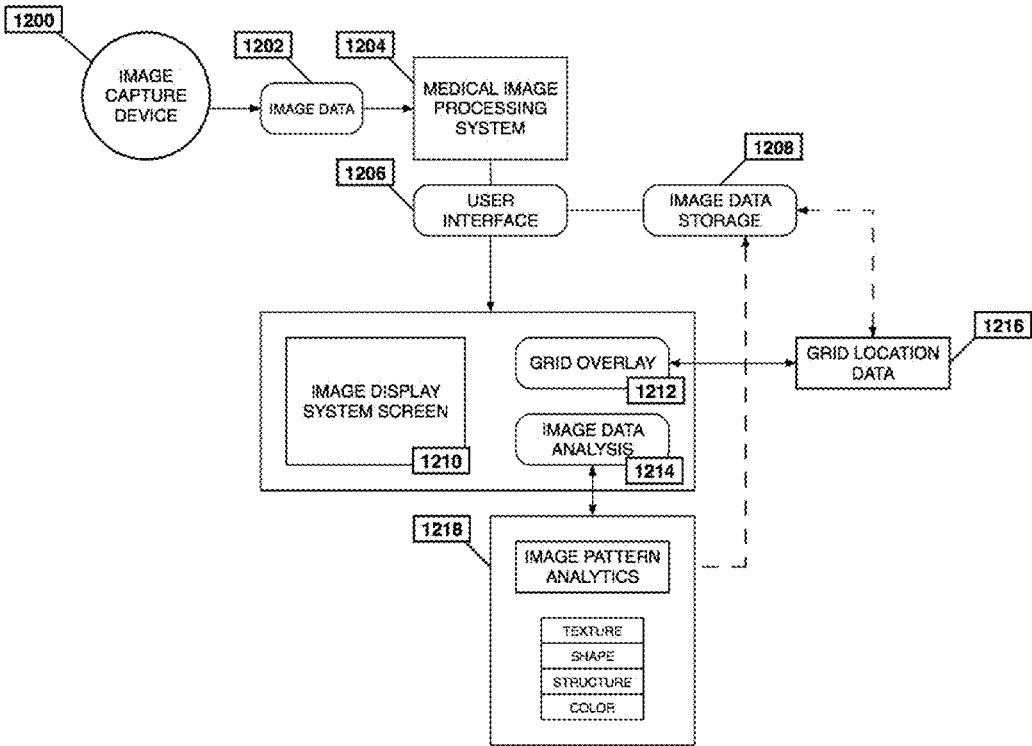 1200
IMAGE
CAPTURE
DEVICE
1202
IMAGE DATA
1204
MEDICAL IMAGE
PROCESSING
SYSTEM
1206
USER
INTERFACE
1208
IMAGE DATA
STORAGE
IMAGE DISPLAY
SYSTEM SCREEN
1210
GRID OVERLAY
1212
IMAGE DATA
ANALYSIS
1214
1216
GRID LOCATION
DATA
1218
IMAGE PATTERN
ANALYTICS
TEXTURE
SHAPE
STRUCTURE
COLOR